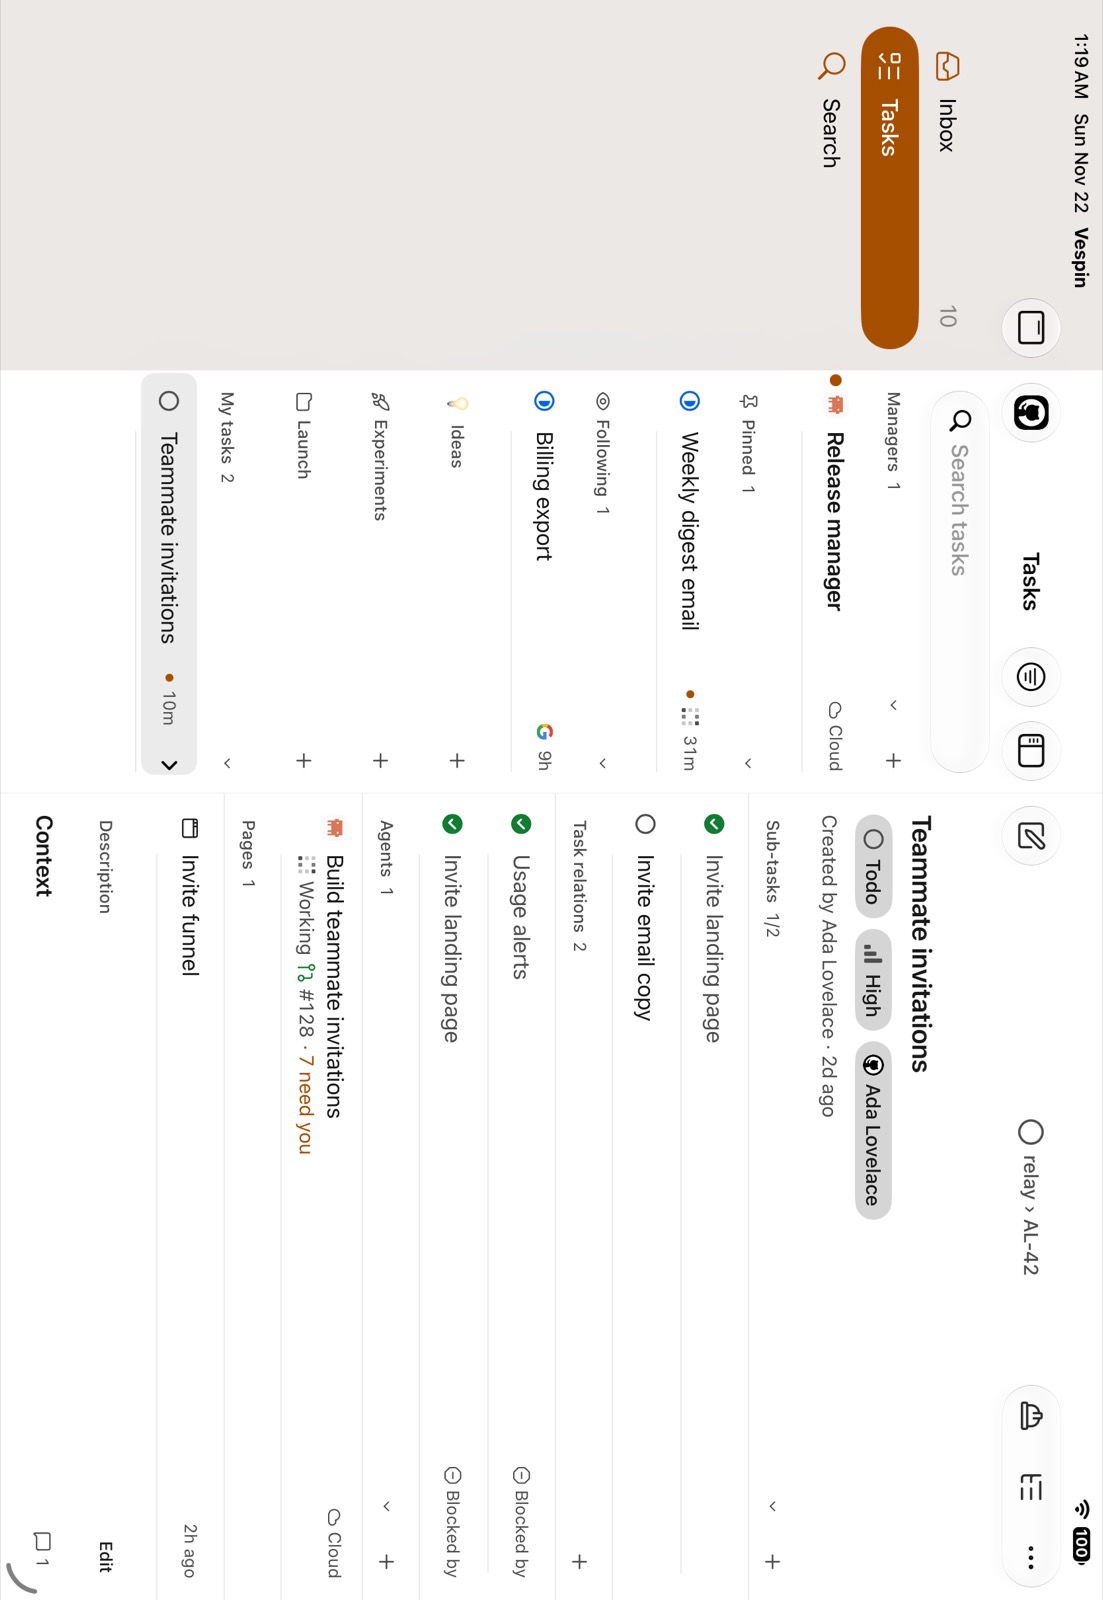 1:19 AM Sun Nov 22 Vespin
100
Inbox 10
Tasks
Search
Tasks
Search tasks
Managers 1
Release manager Cloud
Pinned 1
Weekly digest email 31m
Following 1
Billing export 9h
Ideas
Experiments
Launch
My tasks 2
Teammate invitations 10m
relay › AL-42
Teammate invitations
Todo High Ada Lovelace
Created by Ada Lovelace · 2d ago
Sub-tasks 1/2
Invite landing page
Invite email copy
Task relations 2
Usage alerts Blocked by
Invite landing page Blocked by
Agents 1
Build teammate invitations Cloud
Working #128 · 7 need you
Pages 1
Invite funnel 2h ago
Description Edit
Context 1